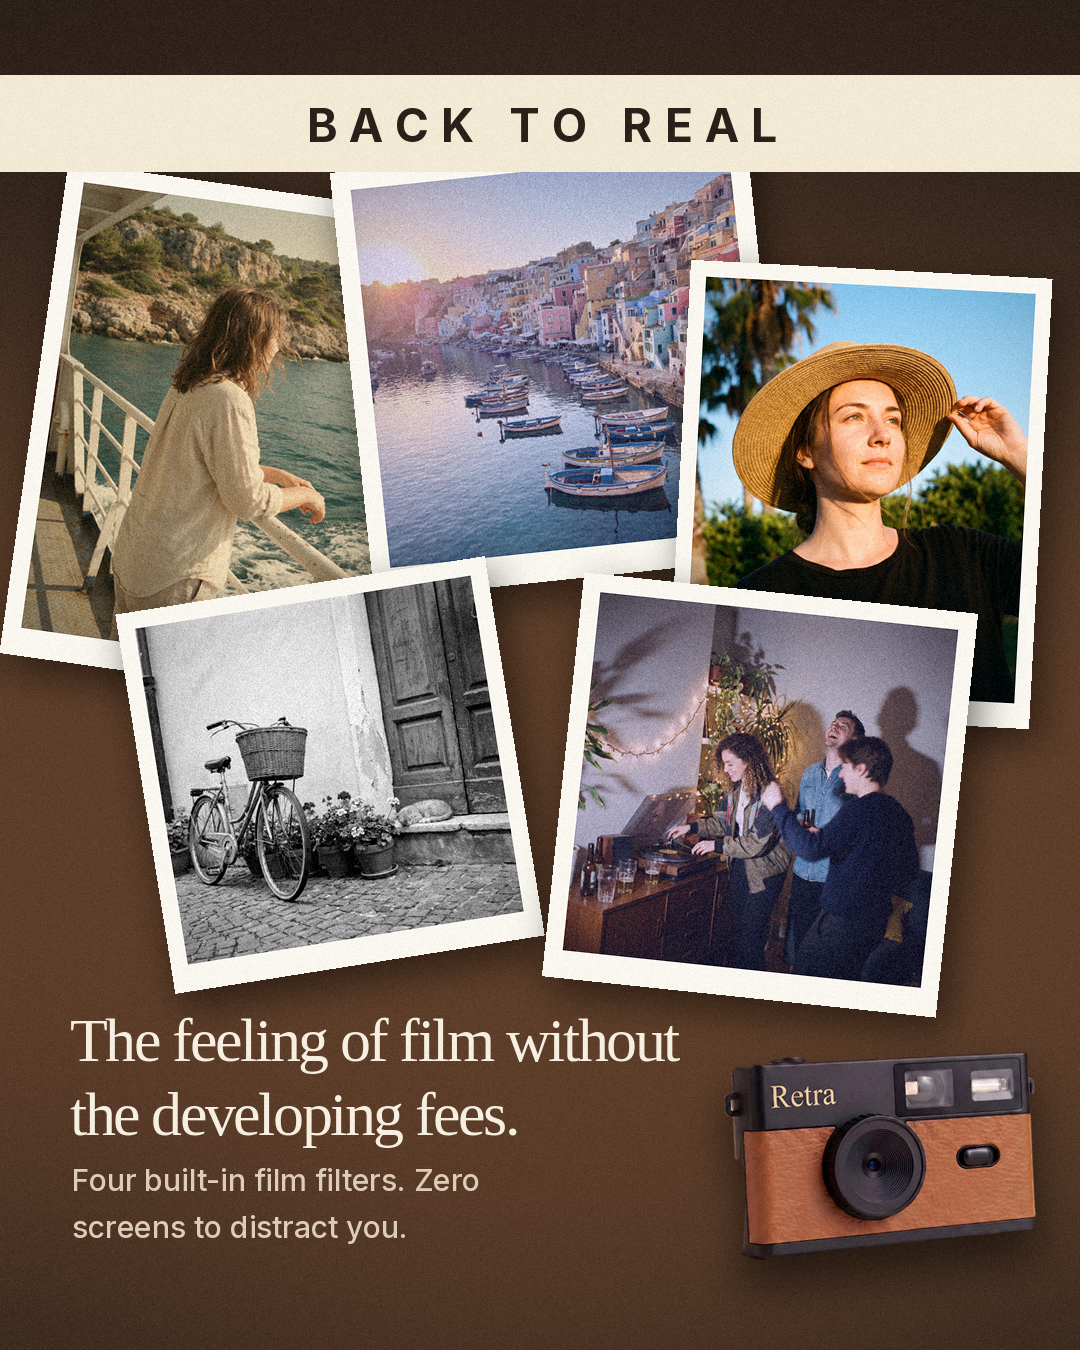 BACK TO REAL
The feeling of film without
the developing fees.
Retra
Four built-in film filters. Zero
screens to distract you.